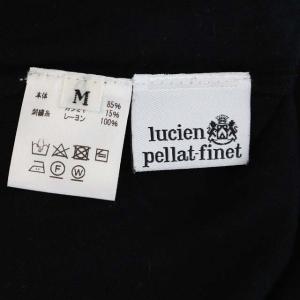 M
本体 85%
15%
刺繍糸 レーヨン 100%
F
W
lucien
pellat-finet